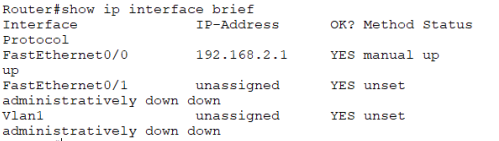 Router#show ip interface brief
Interface IP-Address OK? Method Status
Protocol
FastEthernet0/0 192.168.2.1 YES manual up
up
FastEthernet0/1 unassigned YES unset
administratively down down
Vlan1 unassigned YES unset
administratively down down